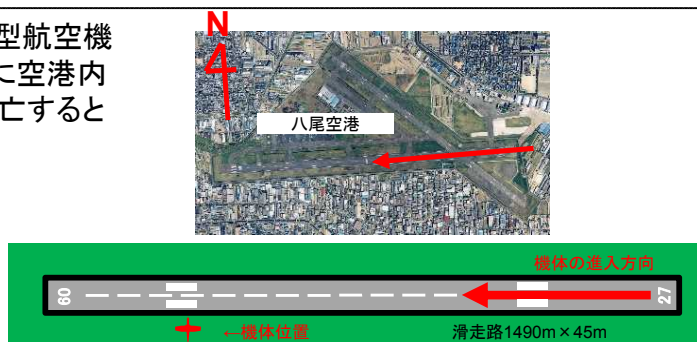 型航空機
に空港内
亡すると
N
八尾空港
機体の進入方向
09
27
←機体位置
滑走路1490m×45m